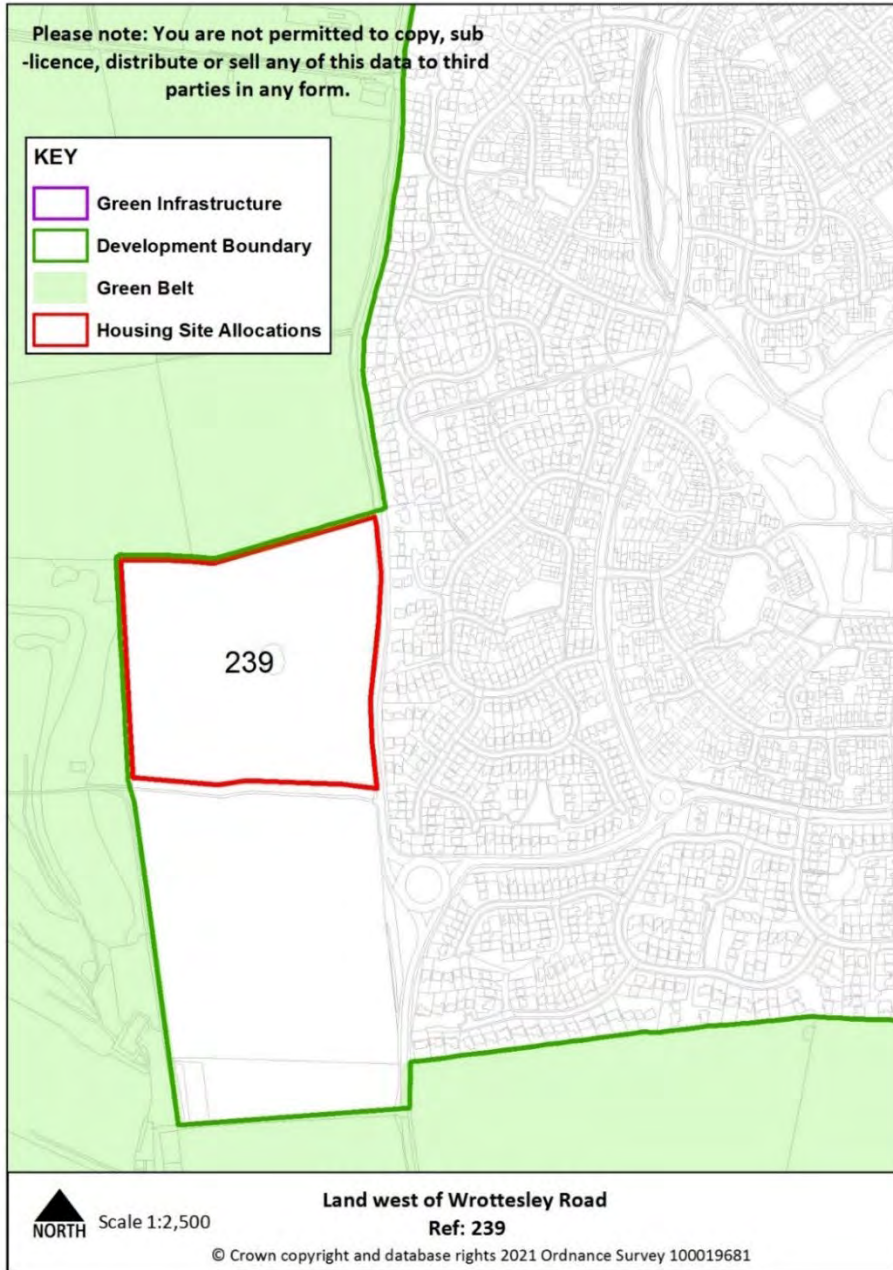 Please note: You are not permitted to copy, sub
-licence, distribute or sell any of this data to third
parties in any form.
KEY
Green Infrastructure
Development Boundary
Green Belt
Housing Site Allocations
239
NORTH
Scale 1:2,500
Land west of Wrottesley Road
Ref: 239
© Crown copyright and database rights 2021 Ordnance Survey 100019681